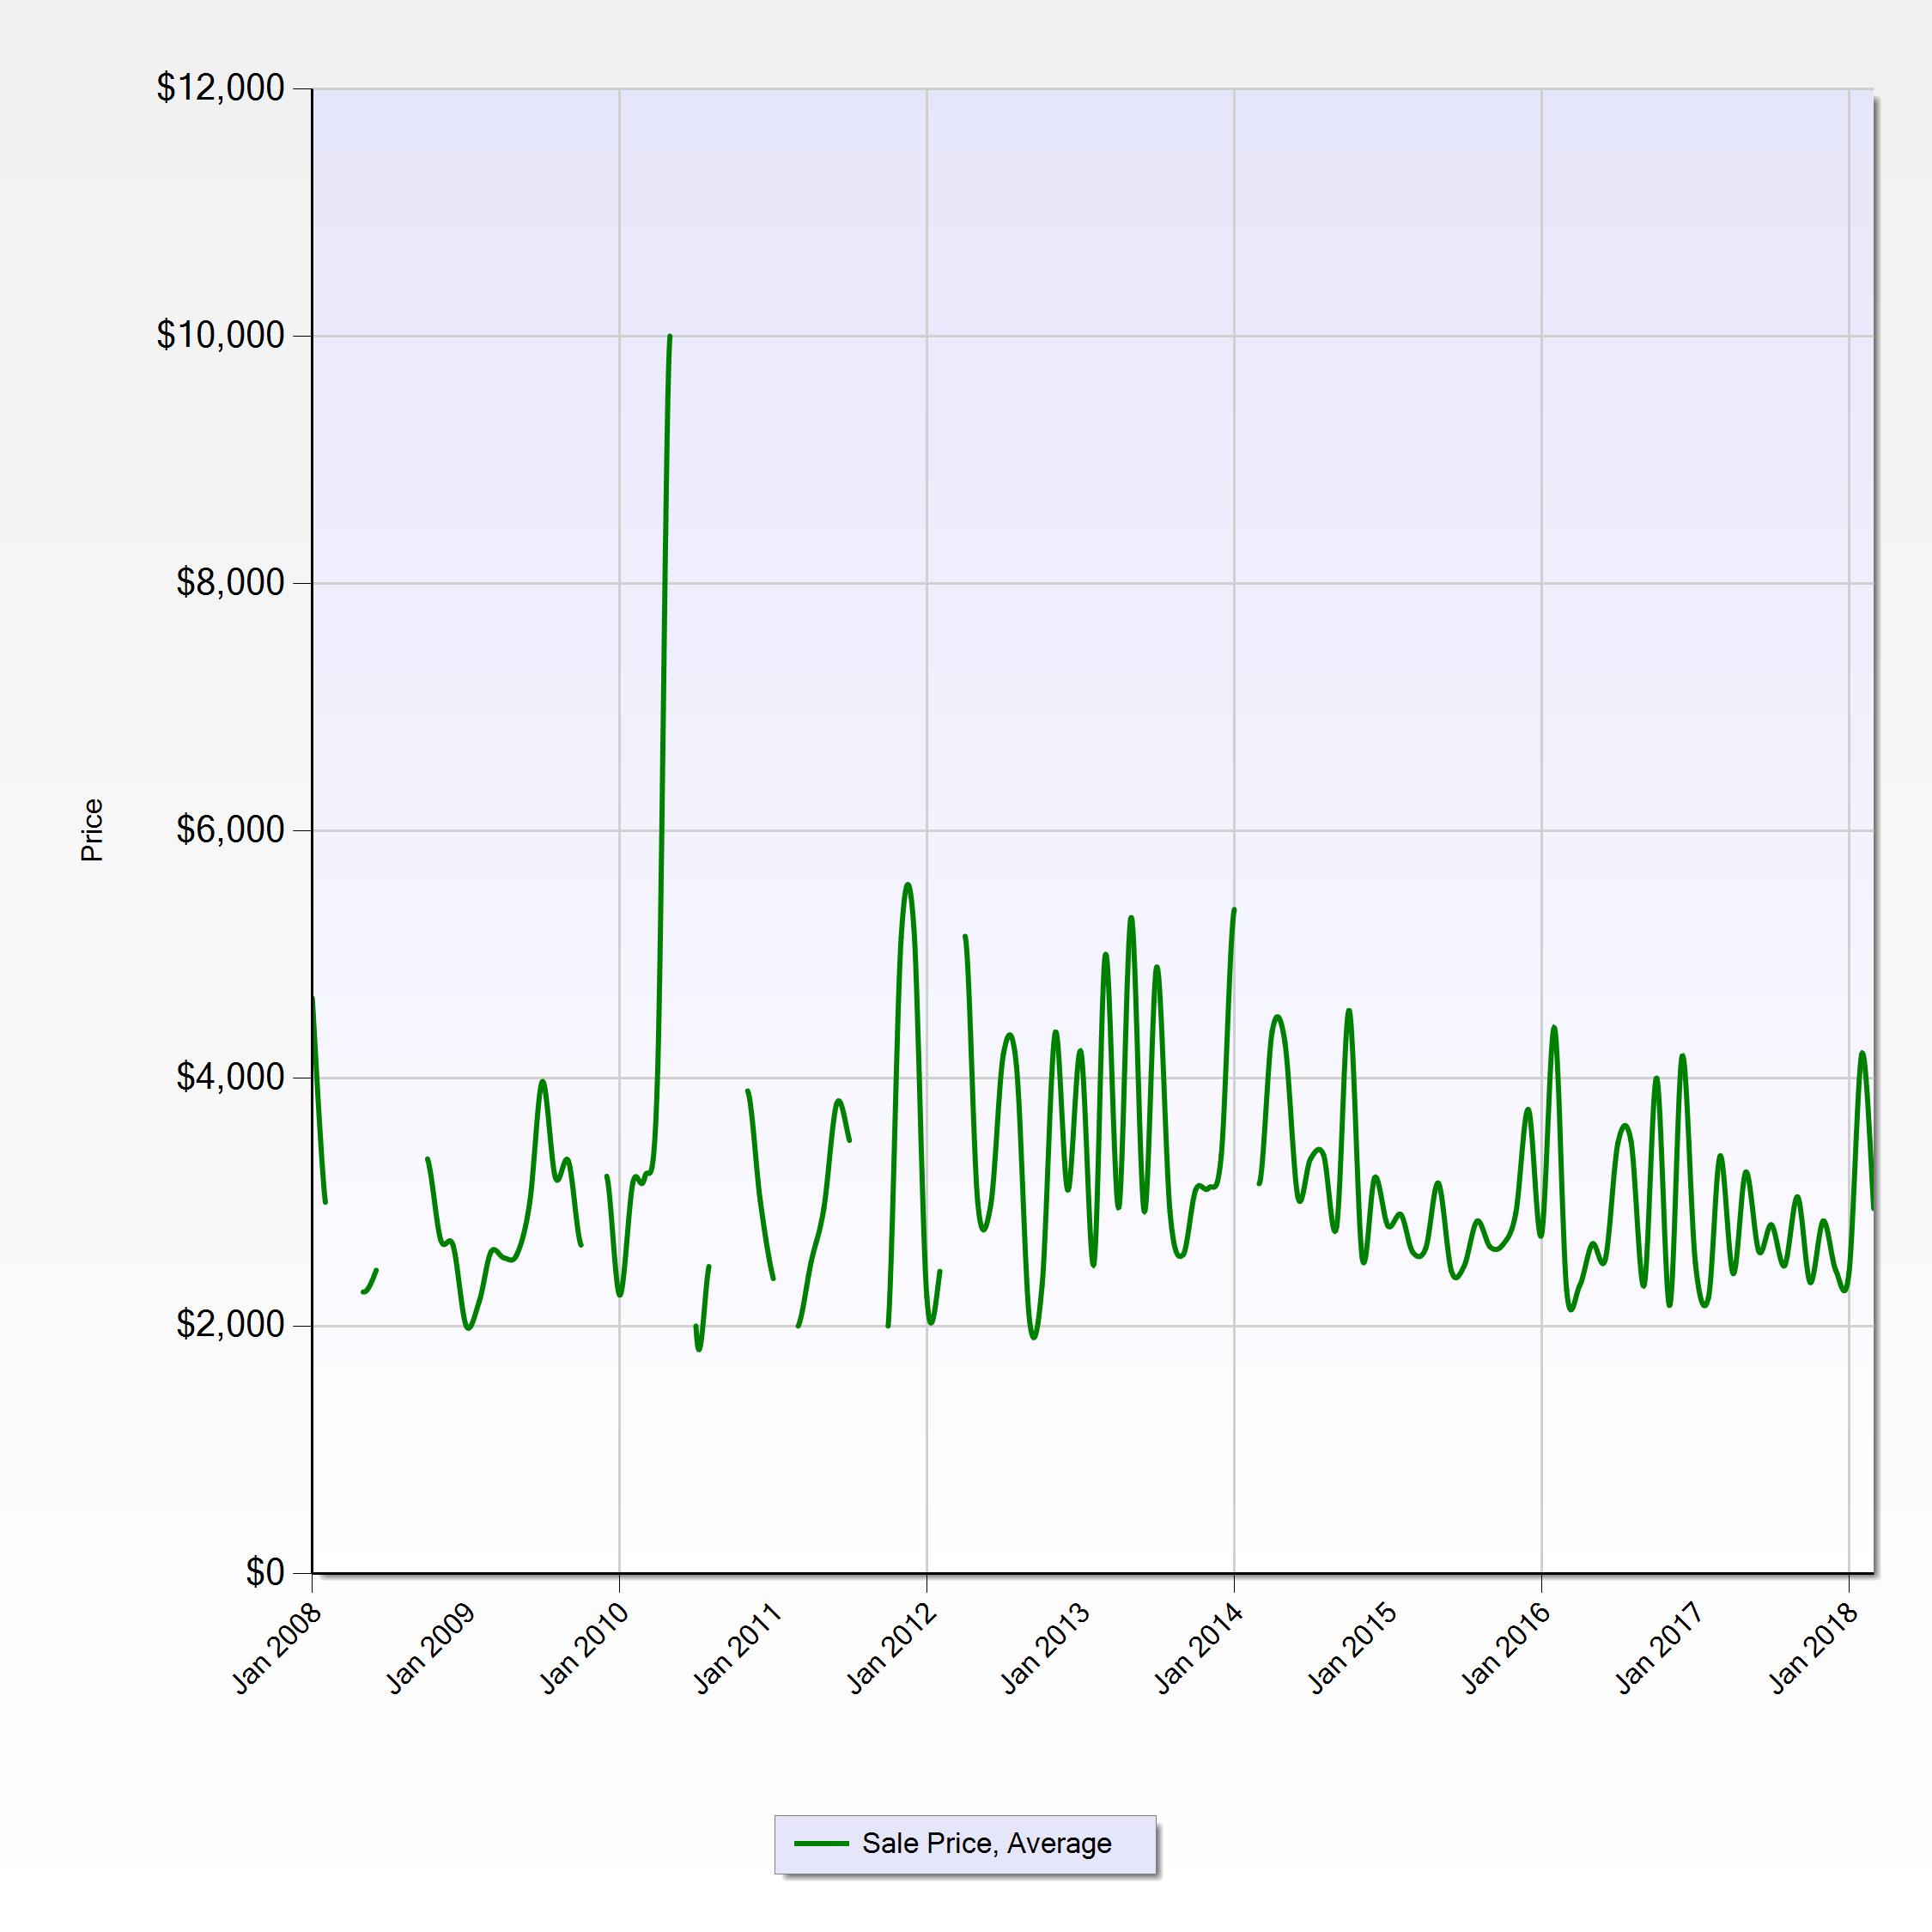 $12,000
$10,000
$8,000
$6,000
$4,000
$2,000
$0
Price
Jan 2008
Jan 2009
Jan 2010
Jan 2011
Jan 2012
Jan 2013
Jan 2014
Jan 2015
Jan 2016
Jan 2017
Jan 2018
Sale Price, Average